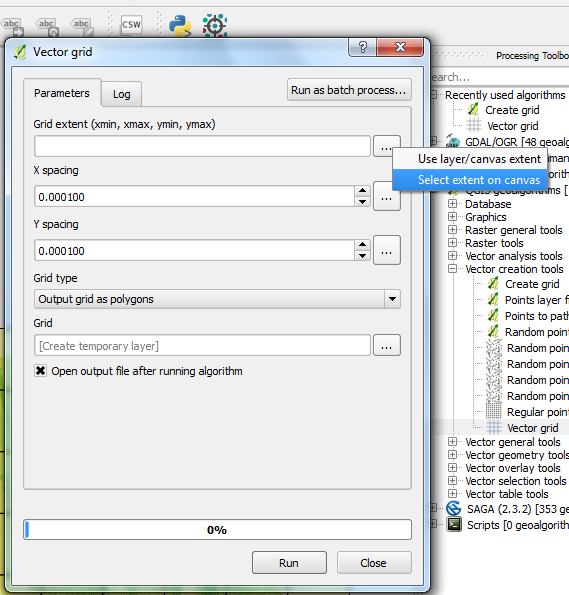 abc
abc
abc
CSW
Vector grid
?
Processing Toolbo
earch...
Parameters
Log
Run as batch process...
Recently used algorithms
Create grid
Vector grid
Grid extent (xmin, xmax, ymin, ymax)
...
GDAL/OGR [48 geoalg
Use layer/canvas extent
Select extent on canvas
QGIS geoalgorithms [
X spacing
0.000100
...
Y spacing
0.000100
...
Grid type
Output grid as polygons
Grid
[Create temporary layer]
...
Open output file after running algorithm
Database
Graphics
Raster general tools
Raster tools
Vector analysis tools
Vector creation tools
Create grid
Points layer f
Points to path
Random point
Random poin
Random poin
Random poin
Random poin
Regular point
Vector grid
Vector general tools
Vector geometry tools
Vector overlay tools
Vector selection tools
Vector table tools
SAGA (2.3.2) [353 geo
Scripts [0 geoalgorithm
0%
Run
Close